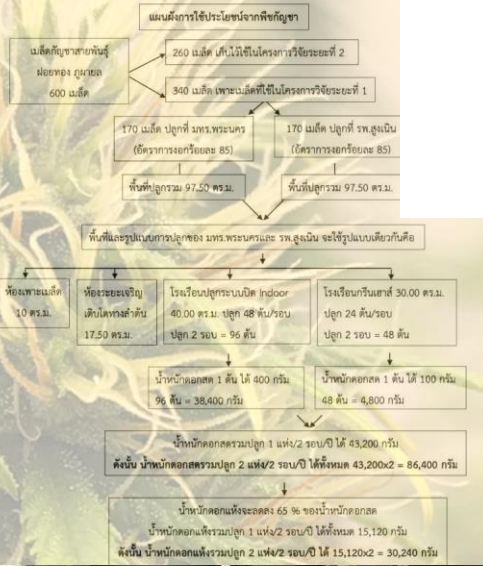 แผนผังการใช้ประโยชน์จากพืชกัญชา
เมล็ดกัญชาสายพันธุ์
ฝอยทอง ภูผายล
600 เมล็ด
260 เมล็ด เก็บไว้ใช้ในโครงการวิจัยระยะที่ 2
340 เมล็ด เพาะเมล็ดที่ใช้ในโครงการวิจัยระยะที่ 1
170 เมล็ด ปลูกที่ มทร.พระนคร
(อัตราการงอกร้อยละ 85)
170 เมล็ด ปลูกที่ รพ.สูงเนิน
(อัตราการงอกร้อยละ 85)
พื้นที่ปลูกรวม 97.50 ตร.ม.
พื้นที่ปลูกรวม 97.50 ตร.ม.
พื้นที่และรูปแบบการปลูกของ มทร.พระนครและ รพ.สูงเนิน จะใช้รูปแบบเดียวกันคือ
ห้องเพาะเมล็ด
10 ตร.ม.
ห้องระยะเจริญ
เติบโตทางลำต้น
17.50 ตร.ม.
โรงเรือนปลูกระบบปิด Indoor
40.00 ตร.ม. ปลูก 48 ต้น/รอบ
ปลูก 2 รอบ = 96 ต้น
โรงเรือนกรีนเฮาส์ 30.00 ตร.ม.
ปลูก 24 ต้น/รอบ
ปลูก 2 รอบ = 48 ต้น
น้ำหนักดอกสด 1 ต้น ได้ 400 กรัม
96 ต้น = 38,400 กรัม
น้ำหนักดอกสด 1 ต้น ได้ 100 กรัม
48 ต้น = 4,800 กรัม
น้ำหนักดอกสดรวมปลูก 1 แห่ง/2 รอบ/ปี ได้ 43,200 กรัม
ดังนั้น น้ำหนักดอกสดรวมปลูก 2 แห่ง/2 รอบ/ปี ได้ทั้งหมด 43,200x2 = 86,400 กรัม
น้ำหนักดอกแห้งจะลดลง 65 % ของน้ำหนักดอกสด
น้ำหนักดอกแห้งรวมปลูก 1 แห่ง/2 รอบ/ปี ได้ทั้งหมด 15,120 กรัม
ดังนั้น น้ำหนักดอกแห้งรวมปลูก 2 แห่ง/2 รอบ/ปี ได้ 15,120x2 = 30,240 กรัม